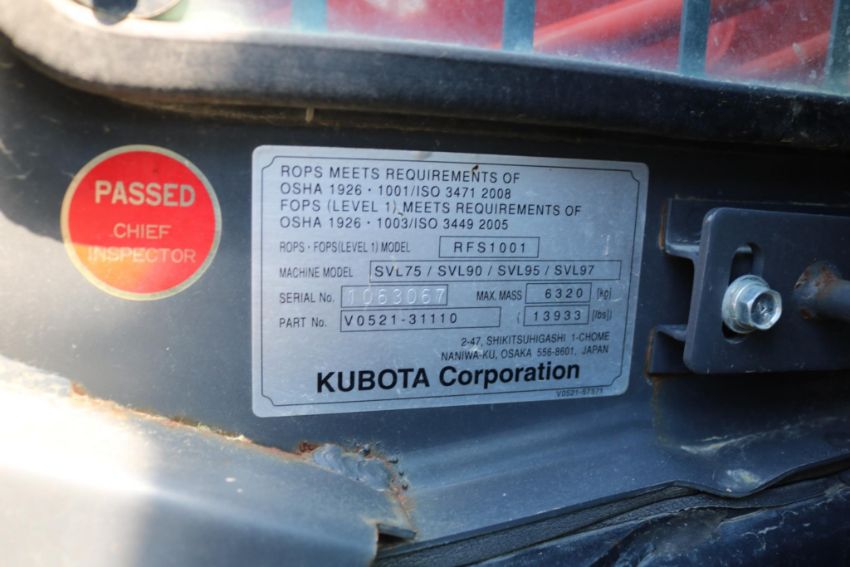 PASSED
CHIEF
INSPECTOR
ROPS MEETS REQUIREMENTS OF
OSHA 1926・1001/ISO 3471 2008
FOPS (LEVEL 1) MEETS REQUIREMENTS OF
OSHA 1926・1003/ISO 3449 2005
ROPS・FOPS(LEVEL 1) MODEL RFS1001
MACHINE MODEL SVL75 / SVL90 / SVL95 / SVL97
SERIAL No. 1063067 MAX. MASS 6320 [kg]
PART No. V0521-31110 ( 13933 [lbs])
2-47, SHIKITSUHIGASHI 1-CHOME
NANIWA-KU, OSAKA 556-8601, JAPAN
KUBOTA Corporation